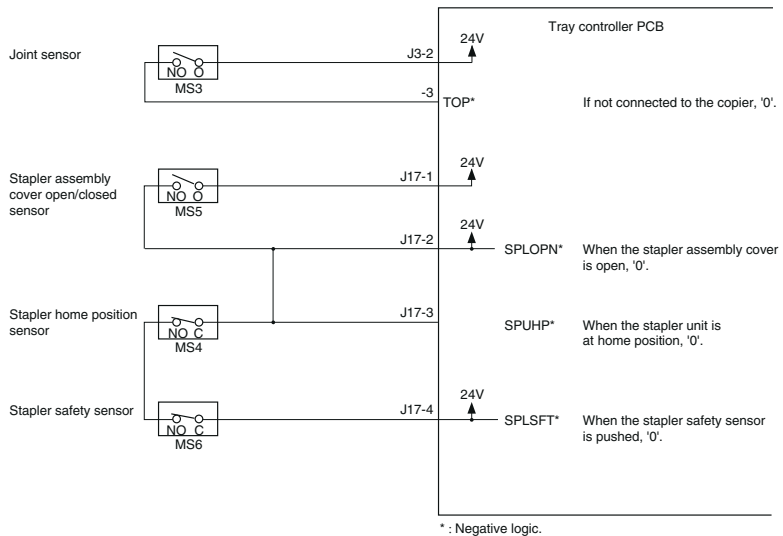 Tray controller PCB
24V
Joint sensor
J3-2
NO O
MS3
-3
TOP*
If not connected to the copier, '0'.
24V
Stapler assembly
cover open/closed
sensor
J17-1
NO O
MS5
24V
J17-2
SPLOPN*
When the stapler assembly cover
is open, '0'.
Stapler home position
sensor
J17-3
NO C
MS4
SPUHP*
When the stapler unit is
at home position, '0'.
24V
Stapler safety sensor
J17-4
NO C
MS6
SPLSFT*
When the stapler safety sensor
is pushed, '0'.
* : Negative logic.